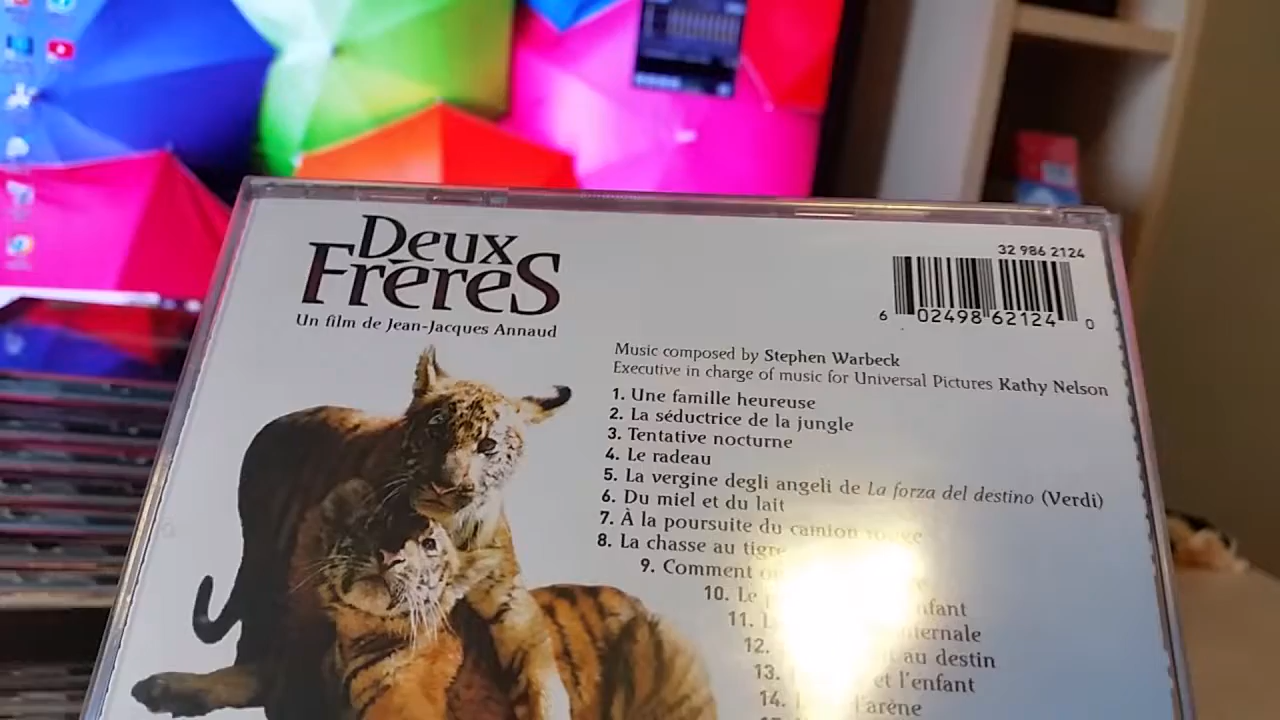 Deux
Frères
Un film de Jean-Jacques Annaud
32 986 2124
6 02498 62124 0
Music composed by Stephen Warbeck
Executive in charge of music for Universal Pictures Kathy Nelson
1. Une famille heureuse
2. La séductrice de la jungle
3. Tentative nocturne
4. Le radeau
5. La vergine degli angeli de La forza del destino (Verdi)
6. Du miel et du lait
7. À la poursuite du camion rouge
8. La chasse au tigre
9. Comment
10. Le
11.
12. au destin
13. et l'enfant
14. l'arène